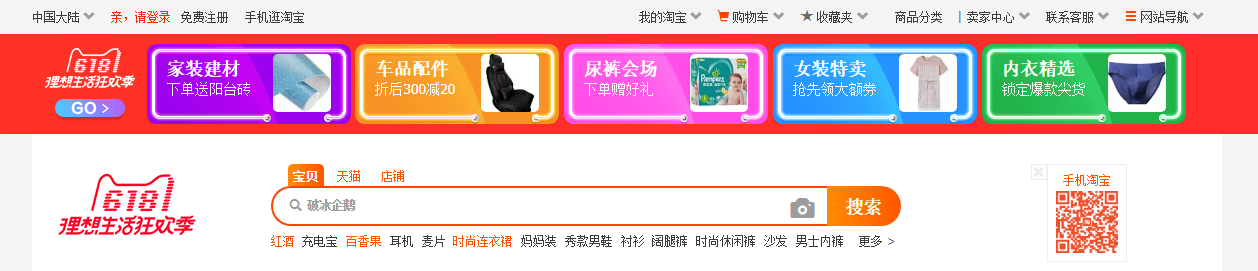 中国大陆 亲，请登录 免费注册 手机逛淘宝 我的淘宝 购物车 收藏夹 商品分类 卖家中心 联系客服 网站导航
618
理想生活狂欢季
GO >
家装建材
下单送阳台砖
车品配件
折后300减20
尿裤会场
下单赠好礼
Pampers
女装特卖
抢先领大额券
内衣精选
锁定爆款尖货
618
理想生活狂欢季
宝贝 天猫 店铺
破冰企鹅
搜索
红酒 充电宝 百香果 耳机 麦片 时尚连衣裙 妈妈装 秀款男鞋 衬衫 阔腿裤 时尚休闲裤 沙发 男士内裤 更多 >
手机淘宝